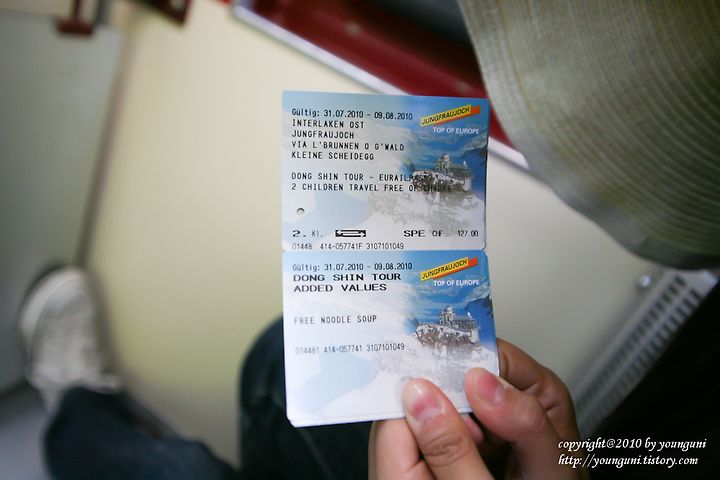 Gültig: 31.07.2010 - 09.08.2010
INTERLAKEN OST
JUNGFRAUJOCH
VIA L'BRUNNEN O G'WALD
KLEINE SCHEIDEGG
DONG SHIN TOUR - EURAILPASS
2 CHILDREN TRAVEL FREE OF CHARGE
2. Kl. SPE CHF 127.00
01448 414-057741F 3107101049
JUNGFRAUJOCH
TOP OF EUROPE
Gültig: 31.07.2010 - 09.08.2010
DONG SHIN TOUR
ADDED VALUES
FREE NOODLE SOUP
014481 414-057741 3107101049
JUNGFRAUJOCH
TOP OF EUROPE
copyright@2010 by younguni
http://younguni.tistory.com